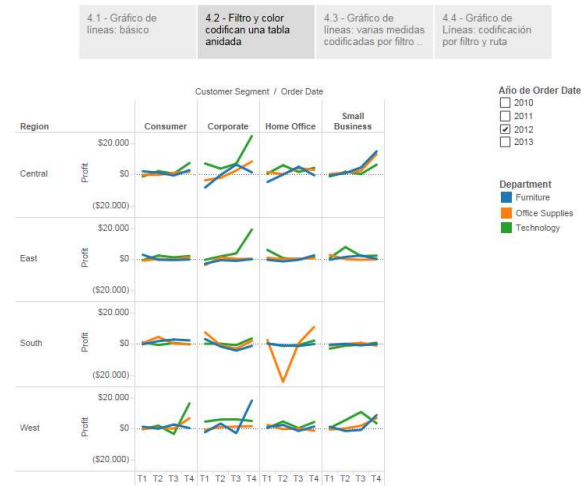 4.1 - Gráfico de
líneas: básico
4.2 - Filtro y color
codifican una tabla
anidada
4.3 - Gráfico de
líneas: varias medidas
codificadas por filtro ..
4.4 - Gráfico de
Líneas: codificación
por filtro y ruta
Customer Segment / Order Date
Region
Consumer
Corporate
Home Office
Small
Business
Central
Profit
$20.000
$0
($20.000)
East
Profit
$20.000
$0
($20.000)
South
Profit
$20.000
$0
($20.000)
West
Profit
$20.000
$0
($20.000)
T1 T2 T3 T4 T1 T2 T3 T4 T1 T2 T3 T4 T1 T2 T3 T4
Año de Order Date
2010
2011
2012
2013
Department
Furniture
Office Supplies
Technology